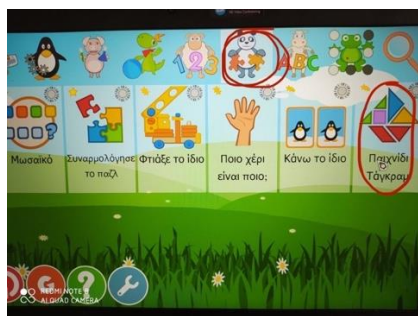 123
ABC
Μωσαϊκό
Συναρμολόγησε
το παζλ
Φτιάξε το ίδιο
Ποιο χέρι
είναι ποιο;
Κάνω το ίδιο
Παιχνίδι
Τάγκραμ
G
?
REDMI NOTE 8
AI QUAD CAMERA